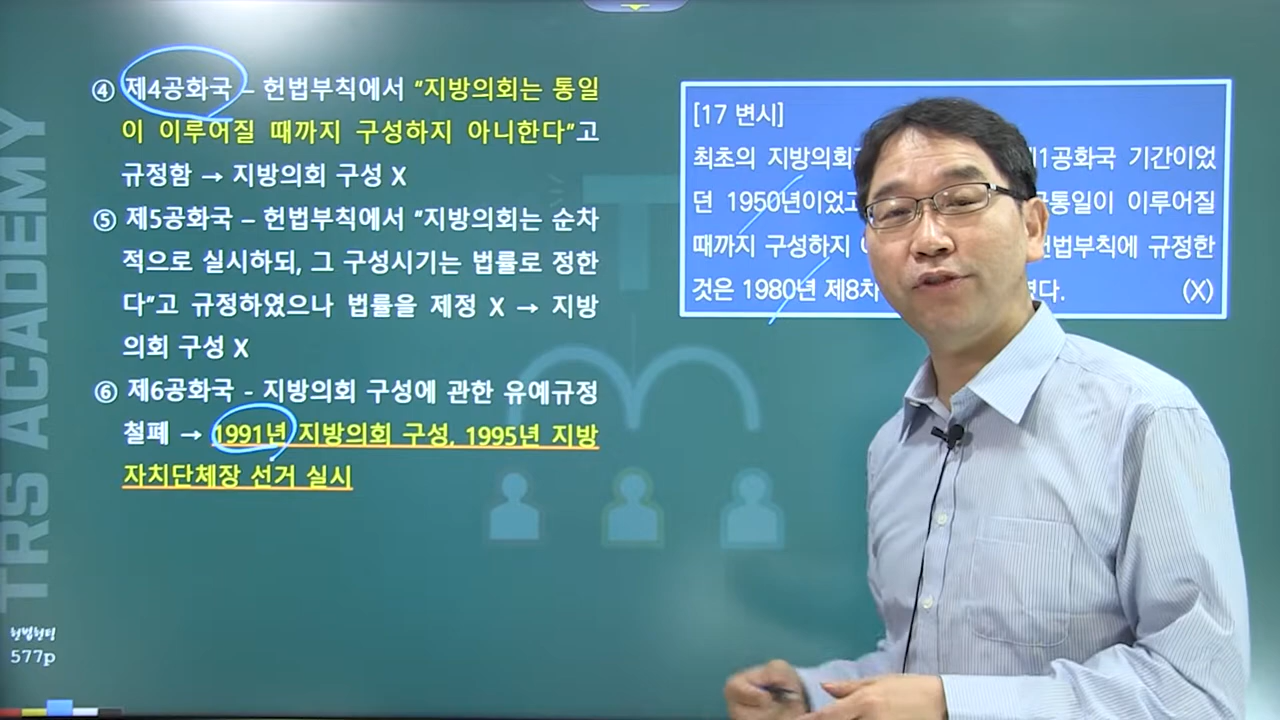 ④ 제4공화국 – 헌법부칙에서 "지방의회는 통일
이 이루어질 때까지 구성하지 아니한다"고
규정함 → 지방의회 구성 X
⑤ 제5공화국 – 헌법부칙에서 "지방의회는 순차
적으로 실시하되, 그 구성시기는 법률로 정한
다"고 규정하였으나 법률을 제정 X → 지방
의회 구성 X
⑥ 제6공화국 - 지방의회 구성에 관한 유예규정
철폐 → 1991년 지방의회 구성, 1995년 지방
자치단체장 선거 실시
[17 변시]
최초의 지방의회 제1공화국 기간이었
던 1950년이었고 통일이 이루어질
때까지 구성하지 헌법부칙에 규정한
것은 1980년 제8차 (X)
TRS ACADEMY
577p